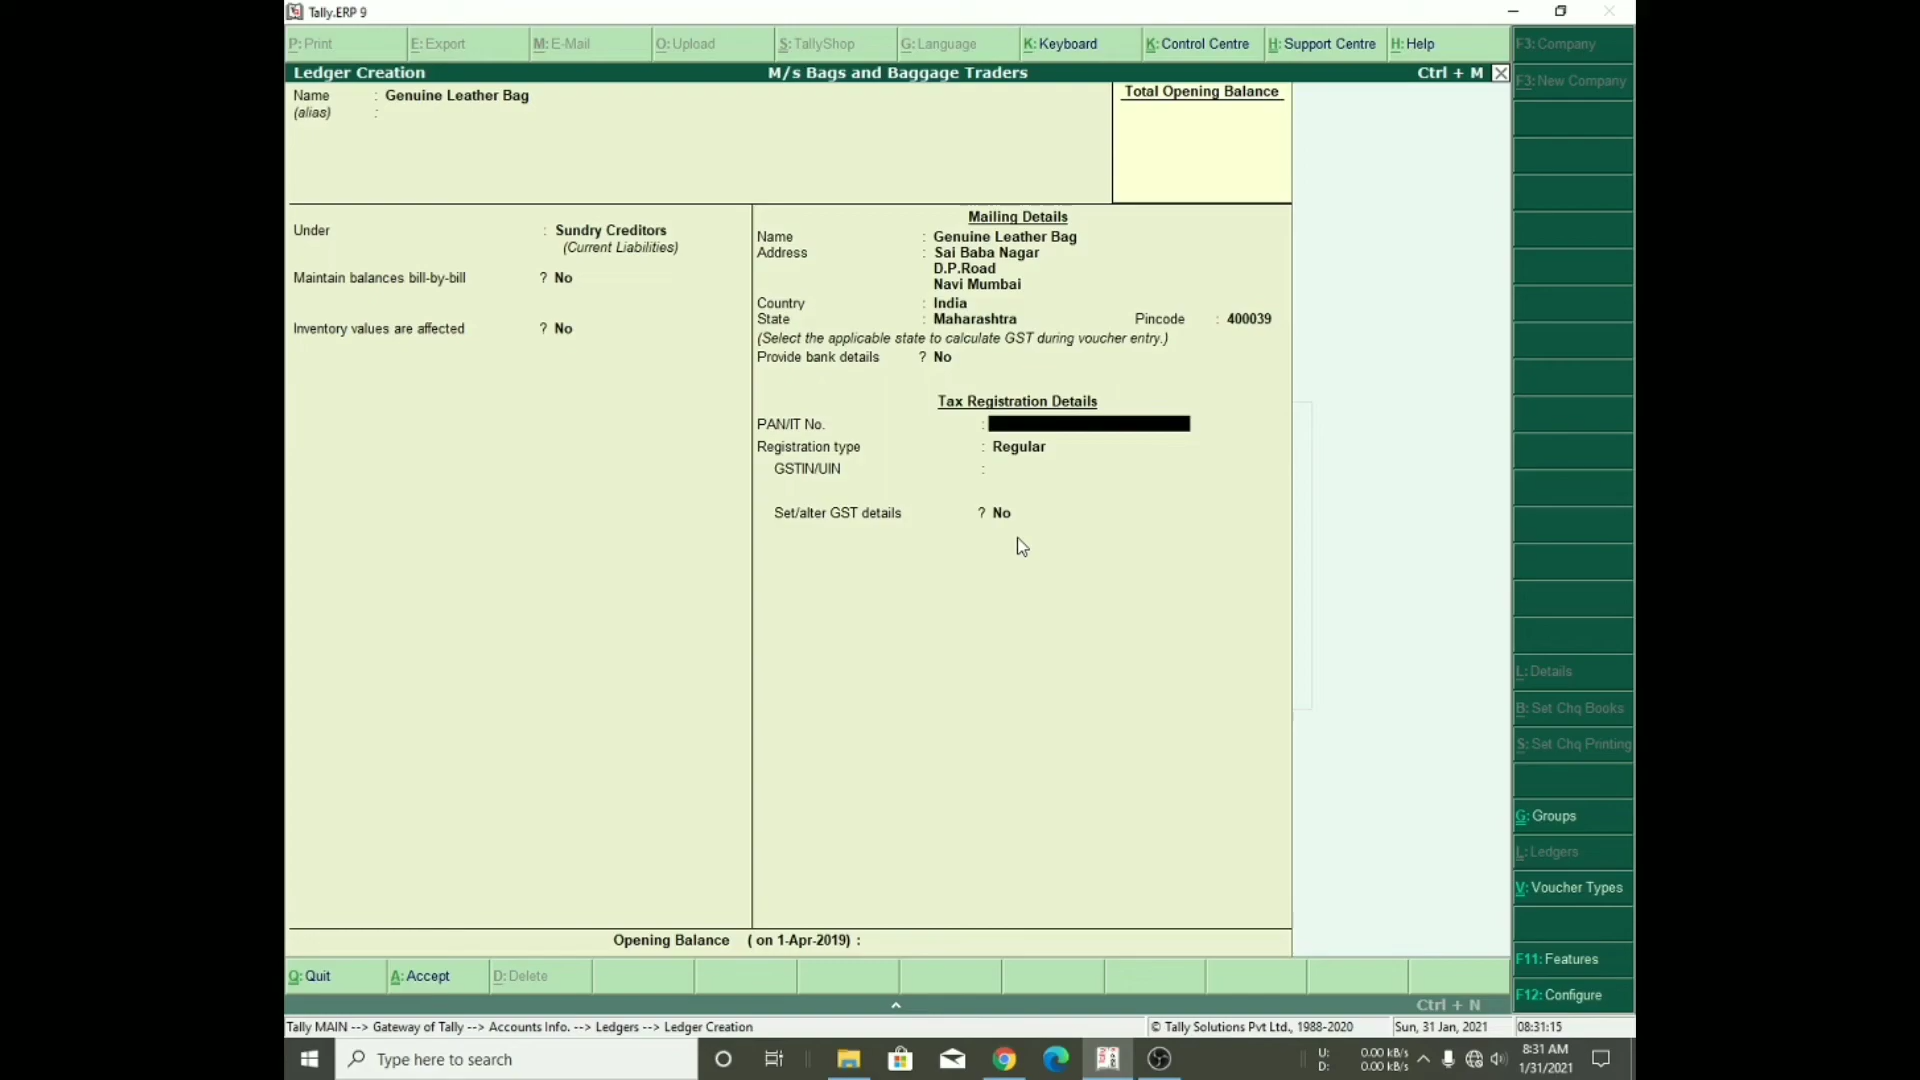 Tally.ERP 9
P: Print
E: Export
M: E-Mail
O: Upload
S: TallyShop
G: Language
K: Keyboard
K: Control Centre
H: Support Centre
H: Help
F3: Company
Ledger Creation
M/s Bags and Baggage Traders
Ctrl + M
F3: New Company
Name : Genuine Leather Bag
(alias) :
Total Opening Balance
Under : Sundry Creditors
(Current Liabilities)
Maintain balances bill-by-bill ? No
Inventory values are affected ? No
Mailing Details
Name : Genuine Leather Bag
Address : Sai Baba Nagar
D.P.Road
Navi Mumbai
Country : India
State : Maharashtra Pincode : 400039
(Select the applicable state to calculate GST during voucher entry.)
Provide bank details ? No
Tax Registration Details
PAN/IT No. :
Registration type : Regular
GSTIN/UIN :
Set/alter GST details ? No
L: Details
B: Set Chq Books
S: Set Chq Printing
G: Groups
L: Ledgers
V: Voucher Types
F11: Features
F12: Configure
Opening Balance ( on 1-Apr-2019) :
Q: Quit
A: Accept
D: Delete
Ctrl + N
Tally MAIN --> Gateway of Tally --> Accounts Info. --> Ledgers --> Ledger Creation
© Tally Solutions Pvt Ltd., 1988-2020
Sun, 31 Jan, 2021
08:31:15
Type here to search
U: 0.00 kB/s
D: 0.00 kB/s
8:31 AM
1/31/2021